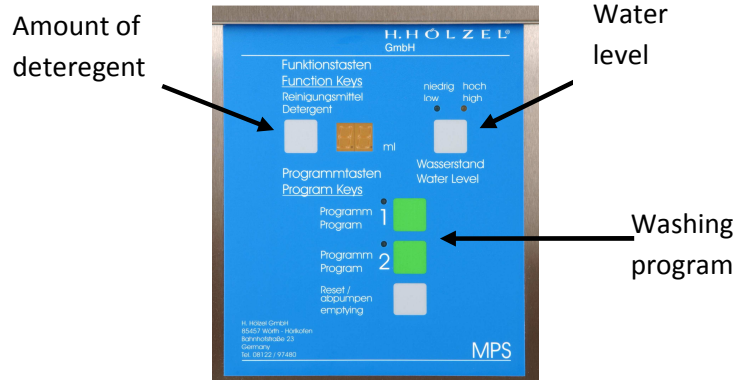 Amount of
deteregent
Water
level
H. HÖLZEL®
GmbH
Funktionstasten
Function Keys
Reinigungsmittel
Detergent
niedrig hoch
low high
ml
Wasserstand
Water Level
Programmtasten
Program Keys
Programm 1
Program
Programm 2
Program
Washing
program
Reset /
abpumpen
emptying
H. Hölzel GmbH
85457 Wörth - Hörlkofen
Bahnhofstraße 23
Germany
Tel. 08122 / 97480
MPS